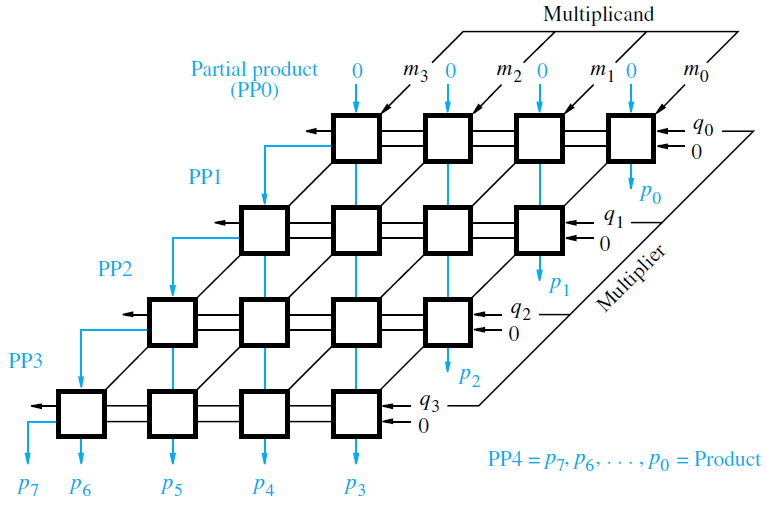 Multiplicand
Partial product 0 m3 0 m2 0 m1 0 m0
(PP0)
q0
0
PP1
p0
q1
0
PP2
p1
Multiplier
q2
0
PP3
p2
q3
0
PP4 = p7, p6, . . . , p0 = Product
p7 p6 p5 p4 p3